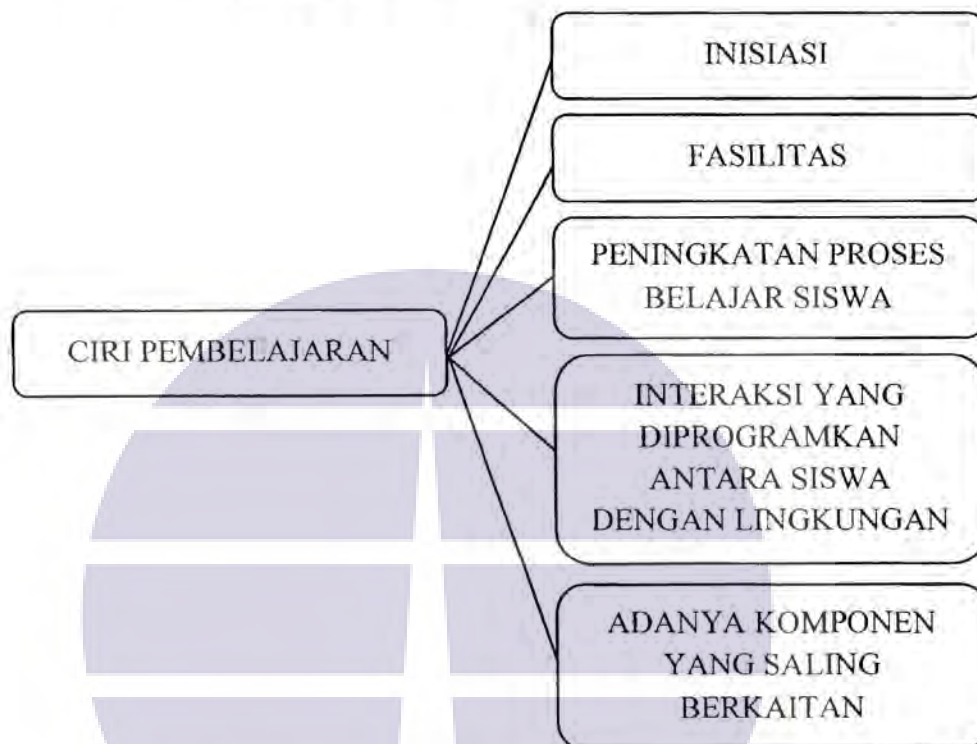 INISIASI
FASILITAS
PENINGKATAN PROSES
BELAJAR SISWA
CIRI PEMBELAJARAN
INTERAKSI YANG
DIPROGRAMKAN
ANTARA SISWA
DENGAN LINGKUNGAN
ADANYA KOMPONEN
YANG SALING
BERKAITAN